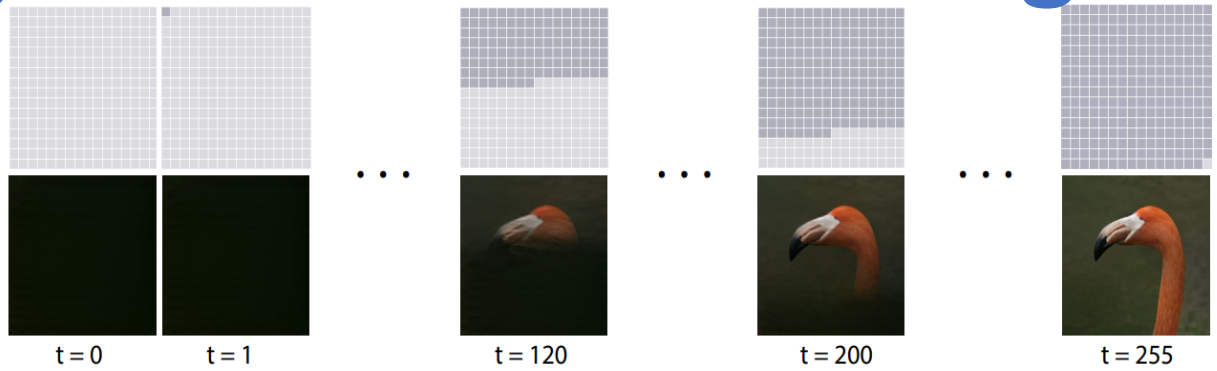 t = 0
t = 1
t = 120
t = 200
t = 255